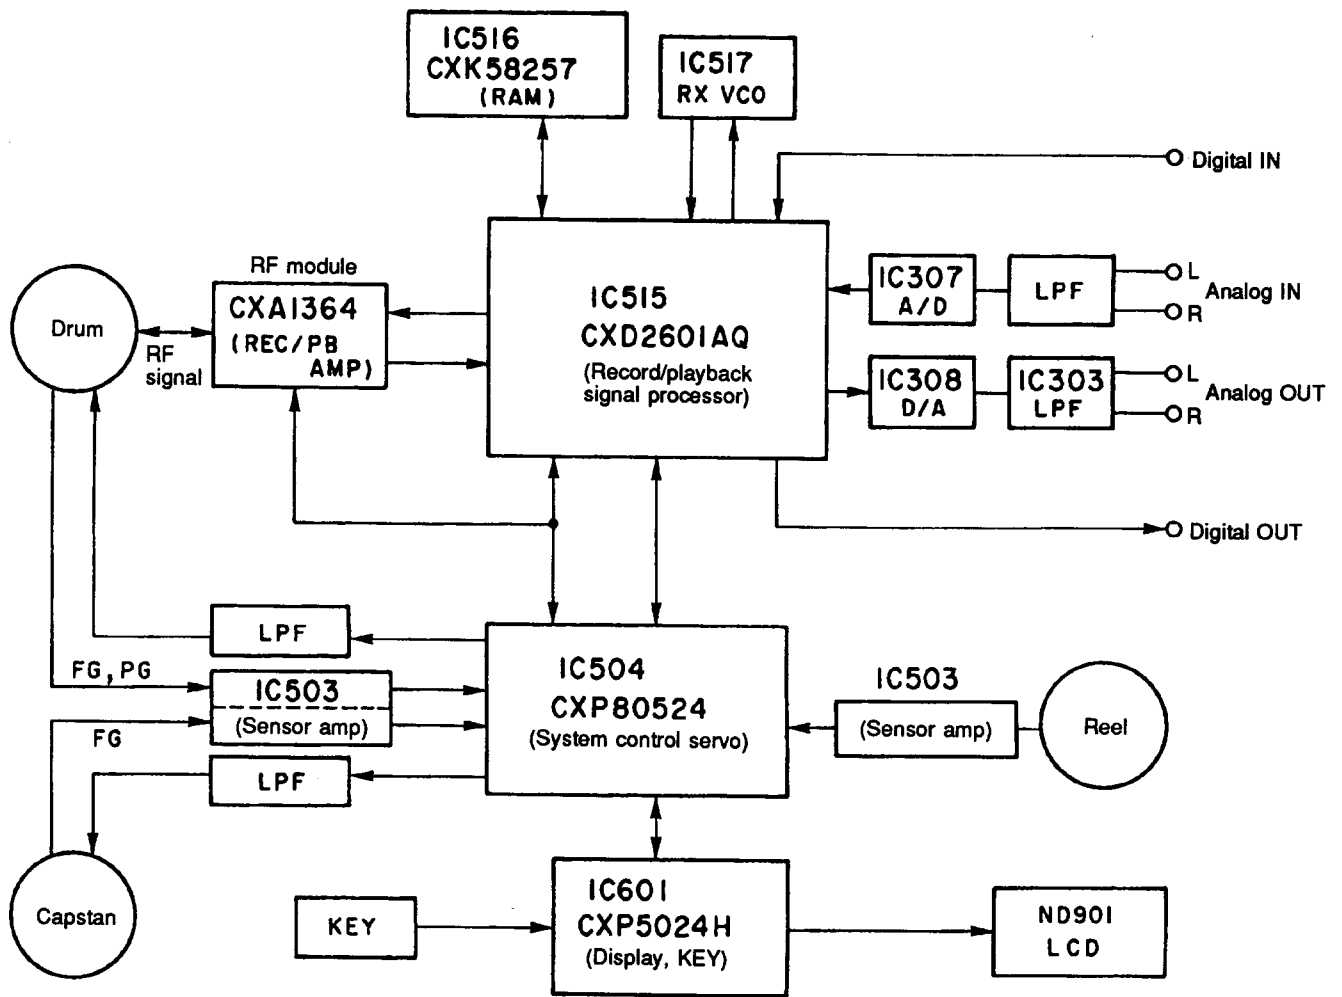 IC516
CXK58257
(RAM)
IC517
RX VCO
Digital IN
RF module
CXA1364
(REC/PB
AMP)
Drum
RF
signal
IC515
CXD2601AQ
(Record/playback
signal processor)
IC307
A/D
LPF
L
R
Analog IN
IC308
D/A
IC303
LPF
L
R
Analog OUT
Digital OUT
LPF
FG, PG
IC503
(Sensor amp)
FG
LPF
IC504
CXP80524
(System control servo)
IC503
(Sensor amp)
Reel
Capstan
KEY
IC601
CXP5024H
(Display, KEY)
ND901
LCD